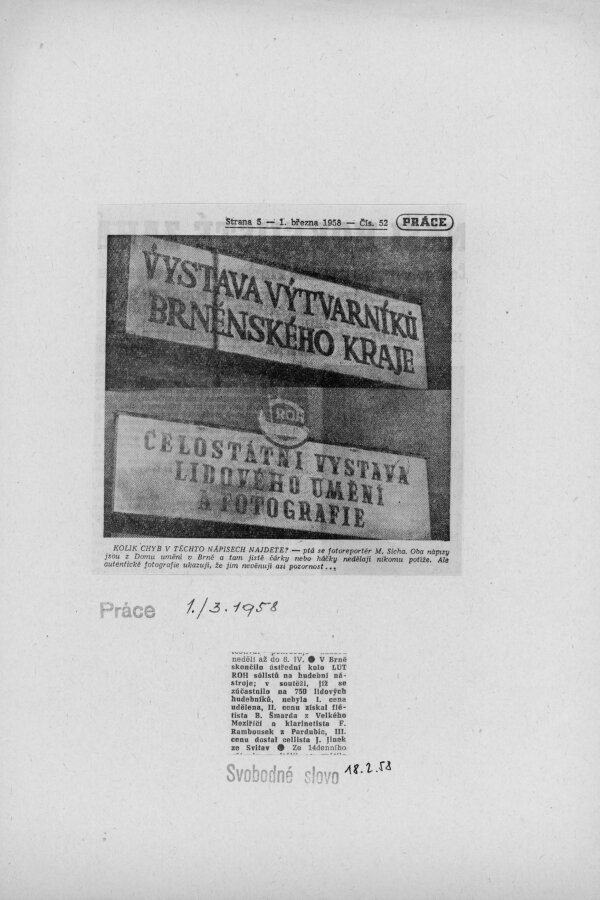 Strana 5 — 1. března 1958 — Čís. 52 PRÁCE
VÝSTAVA VÝTVARNÍKŮ
BRNĚNSKÉHO KRAJE
ROH
CELOSTÁTNÍ VYSTAVA
LIDOVÉHO UMĚNÍ
A FOTOGRAFIE
KOLIK CHYB V TĚCHTO NÁPISECH NAJDETE? — ptá se fotoreportér M. Sicha. Oba nápisy
jsou z Domu umění v Brně a tam jistě čárky nebo háčky nedělají nikomu potíže. Ale
autentické fotografie ukazují, že jim nevěnují asi pozornost...
Práce 1./3.1958
neděli až do 6. IV. ● V Brně
skončilo ústřední kolo LUT
ROH sólistů na hudební ná-
stroje; v soutěži, jíž se
zúčastnilo na 750 lidových
hudebníků, nebyla I. cena
udělena, II. cenu získal flé-
tista B. Šmarda z Velkého
Meziříčí a klarinetista F.
Rambousek z Pardubic, III.
cenu dostal cellista J. Jínek
ze Svitav ● Ze 14denního
Svobodné slovo 18.2.58